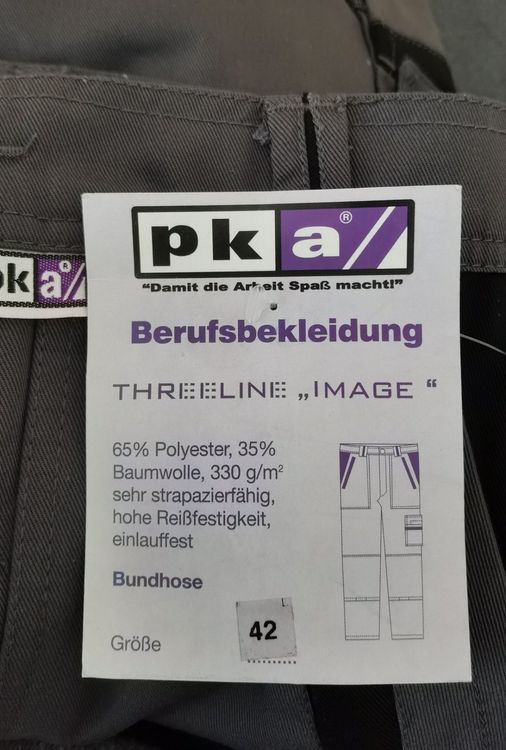 pka®
"Damit die Arbeit Spaß macht!"
pka®
Berufsbekleidung
THREELINE „IMAGE “
65% Polyester, 35%
Baumwolle, 330 g/m²
sehr strapazierfähig,
hohe Reißfestigkeit,
einlauffest
Bundhose
Größe 42